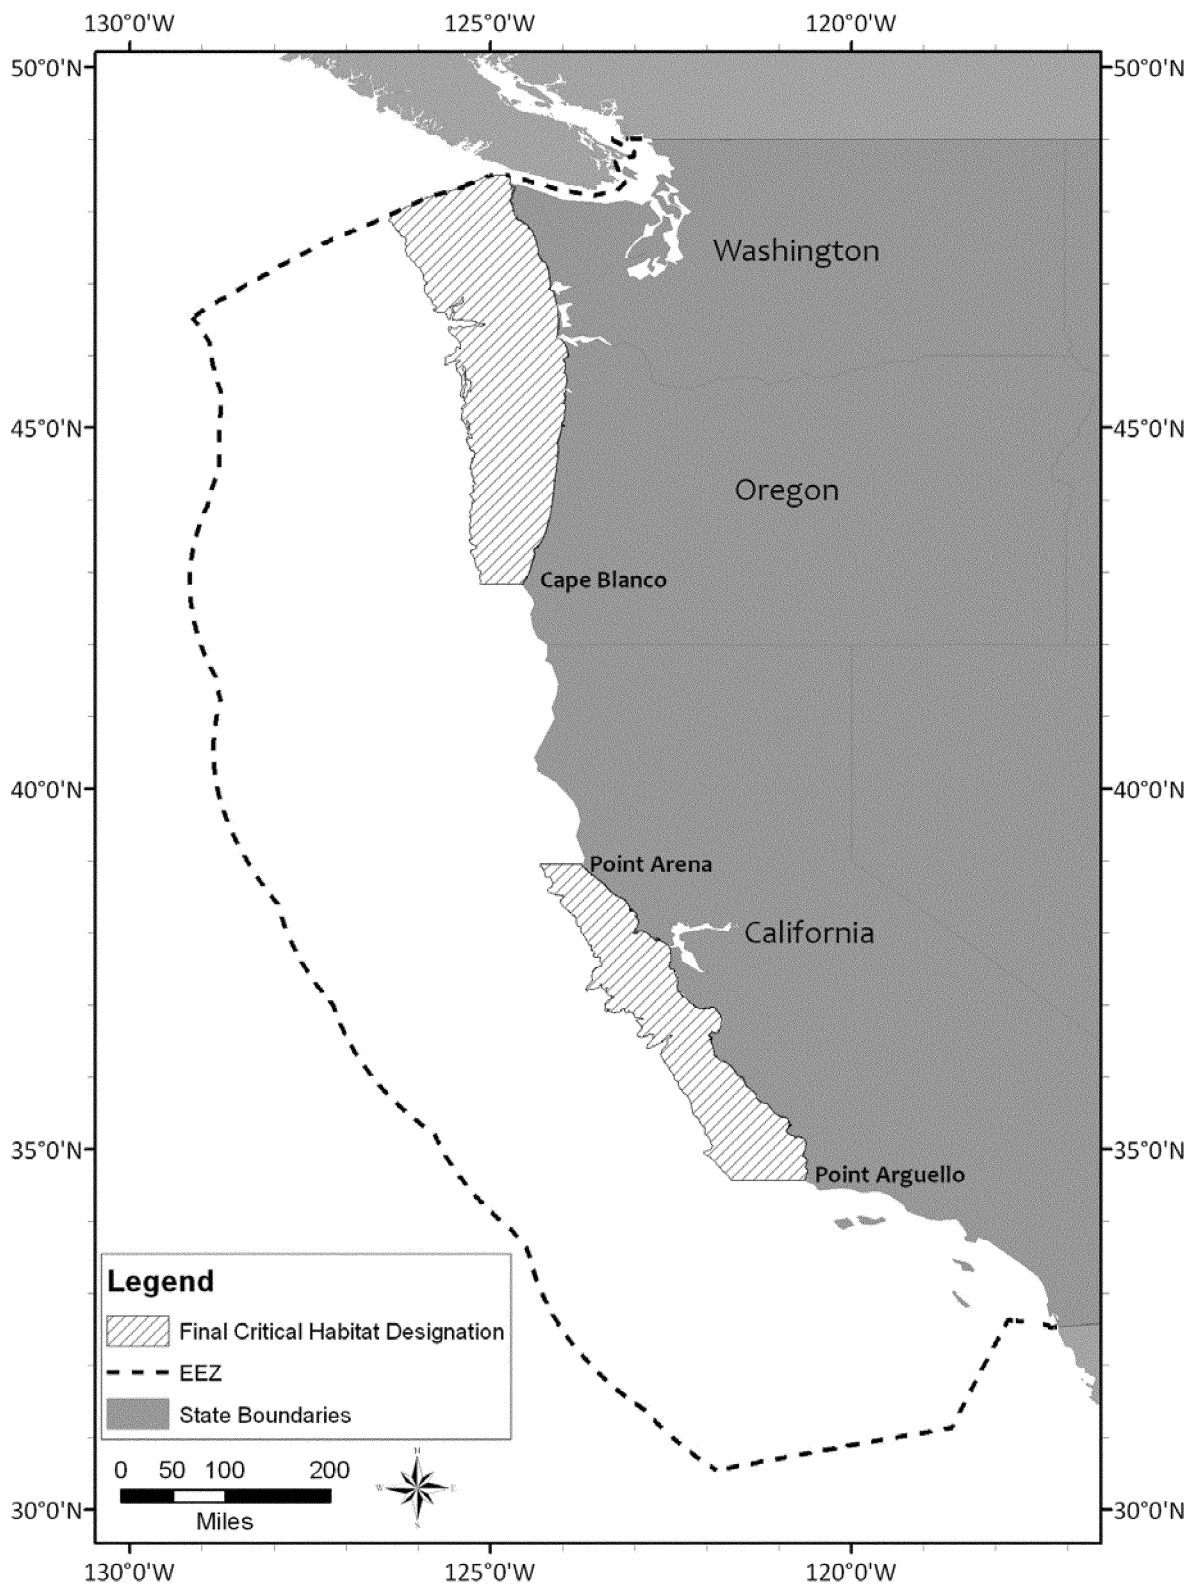 130°0'W 125°0'W 120°0'W
50°0'N 50°0'N
Washington
45°0'N 45°0'N
Oregon
Cape Blanco
40°0'N 40°0'N
Point Arena
California
35°0'N 35°0'N
Point Arguello
Legend
Final Critical Habitat Designation
EEZ
State Boundaries
0 50 100 200
Miles
N
W E
S
30°0'N 30°0'N
130°0'W 125°0'W 120°0'W